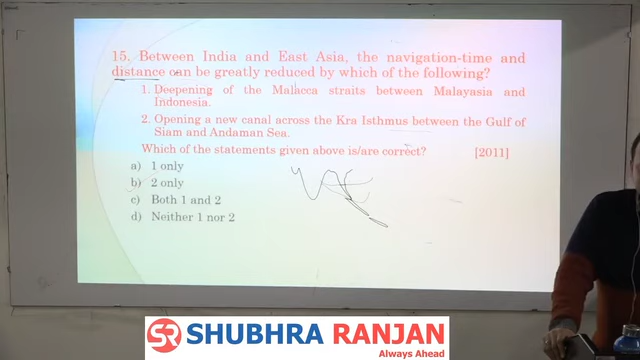 15. Between India and East Asia, the navigation-time and
distance can be greatly reduced by which of the following?
1. Deepening of the Malacca straits between Malayasia and
Indonesia.
2. Opening a new canal across the Kra Isthmus between the Gulf of
Siam and Andaman Sea.
Which of the statements given above is/are correct? [2011]
a) 1 only
b) 2 only
c) Both 1 and 2
d) Neither 1 nor 2
SR SHUBHRA RANJAN
Always Ahead